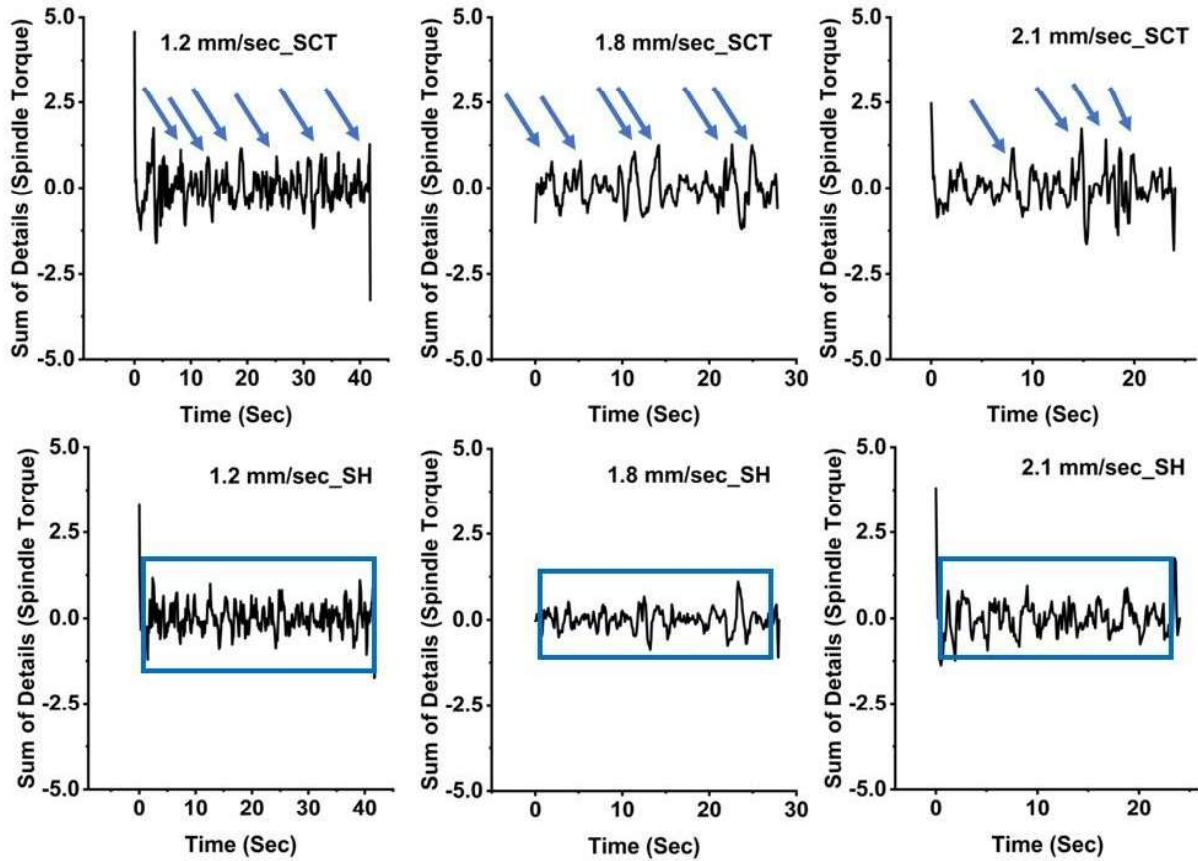 1.2 mm/sec_SCT
Sum of Details (Spindle Torque)
5.0
2.5
0.0
-2.5
-5.0
0 10 20 30 40
Time (Sec)
1.8 mm/sec_SCT
Sum of Details (Spindle Torque)
5.0
2.5
0.0
-2.5
-5.0
0 10 20 30
Time (Sec)
2.1 mm/sec_SCT
Sum of Details (Spindle Torque)
5.0
2.5
0.0
-2.5
-5.0
0 10 20
Time (Sec)
1.2 mm/sec_SH
Sum of Details (Spindle Torque)
5.0
2.5
0.0
-2.5
-5.0
0 10 20 30 40
Time (Sec)
1.8 mm/sec_SH
Sum of Details (Spindle Torque)
5.0
2.5
0.0
-2.5
-5.0
0 10 20 30
Time (Sec)
2.1 mm/sec_SH
Sum of Details (Spindle Torque)
5.0
2.5
0.0
-2.5
-5.0
0 10 20
Time (Sec)